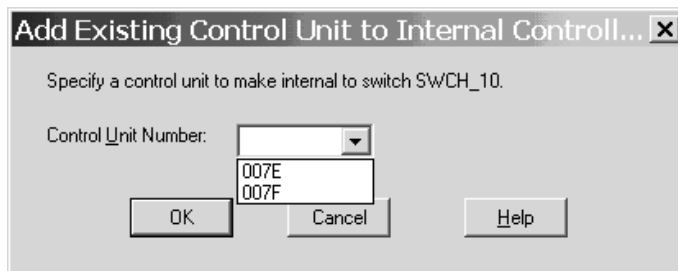 Add Existing Control Unit to Internal Controll...
Specify a control unit to make internal to switch SWCH_10.
Control Unit Number:
007E
007F
OK Cancel Help